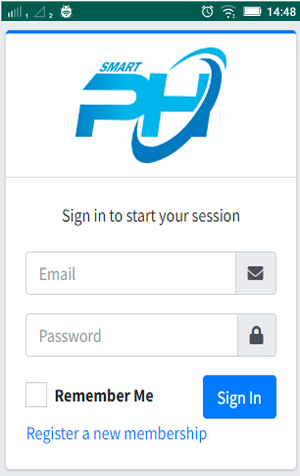 1 2 14:48
SMART
PH
Sign in to start your session
Email
Password
Remember Me
Sign In
Register a new membership